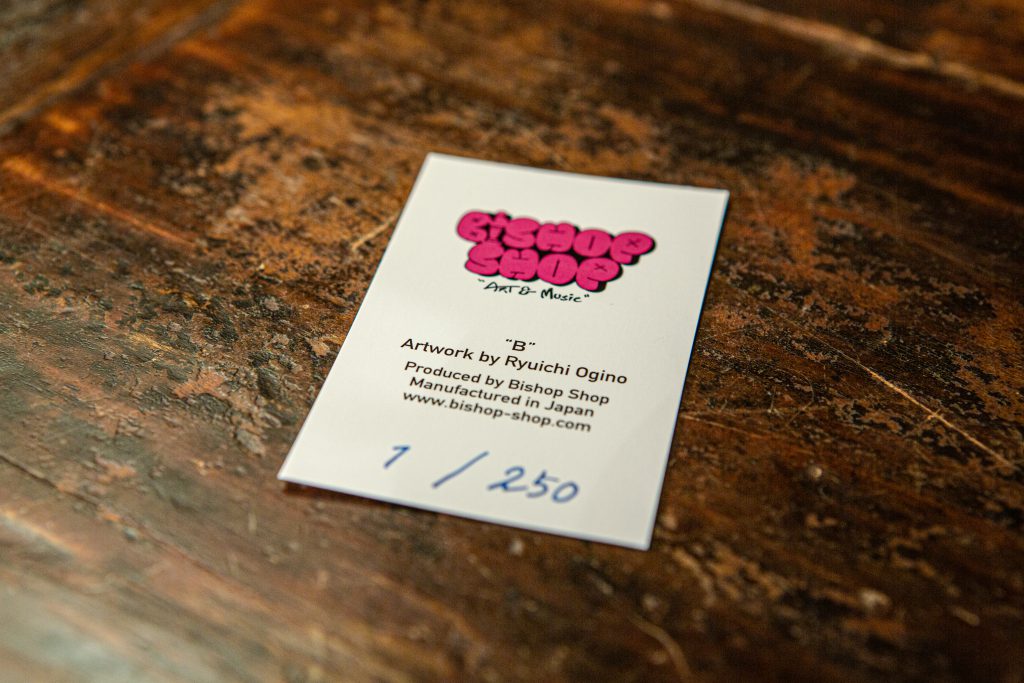 BISHOP
SHOP
"ART & MUSIC"
"B"
Artwork by Ryuichi Ogino
Produced by Bishop Shop
Manufactured in Japan
www.bishop-shop.com
1 / 250